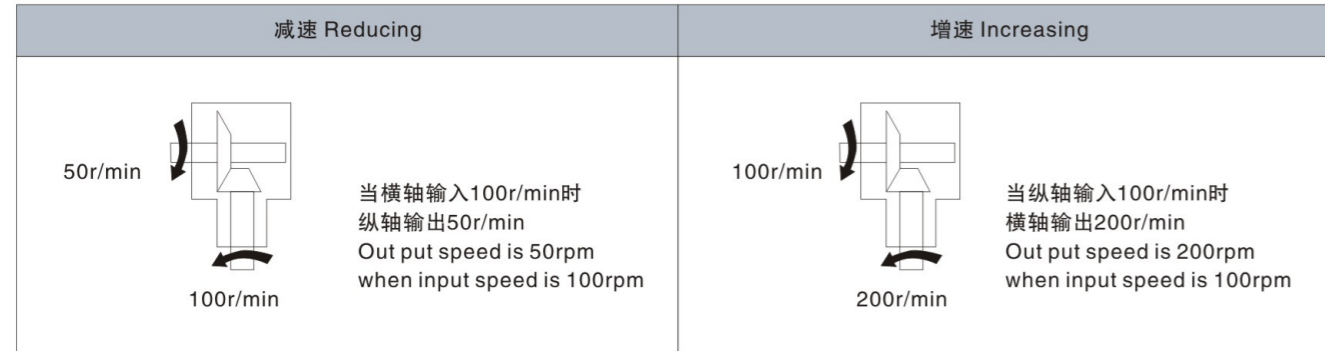 减速 Reducing
增速 Increasing
50r/min
当横轴输入100r/min时
纵轴输出50r/min
Out put speed is 50rpm
when input speed is 100rpm
100r/min
100r/min
当纵轴输入100r/min时
横轴输出200r/min
Out put speed is 200rpm
when input speed is 100rpm
200r/min